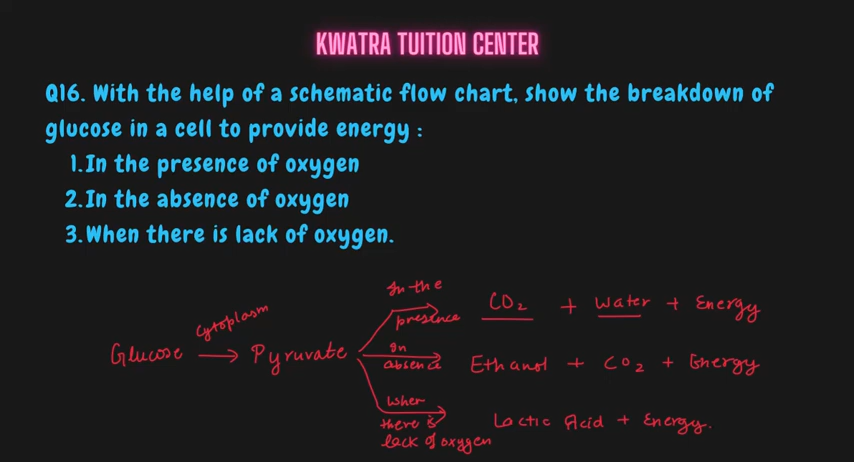 KWATRA TUITION CENTER
Q16. With the help of a schematic flow chart, show the breakdown of
glucose in a cell to provide energy :
1. In the presence of oxygen
2. In the absence of oxygen
3. When there is lack of oxygen.
In the
presence
CO₂ + Water + Energy
Cytoplasm
Glucose → Pyruvate
In
absence
Ethanol + CO₂ + Energy
When
there is
lack of oxygen
Lactic Acid + Energy.